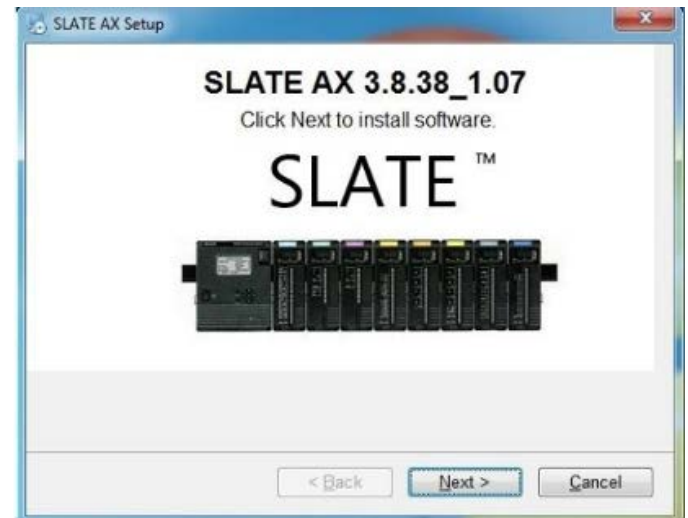 SLATE AX Setup
SLATE AX 3.8.38_1.07
Click Next to install software.
SLATE ™
< Back
Next >
Cancel